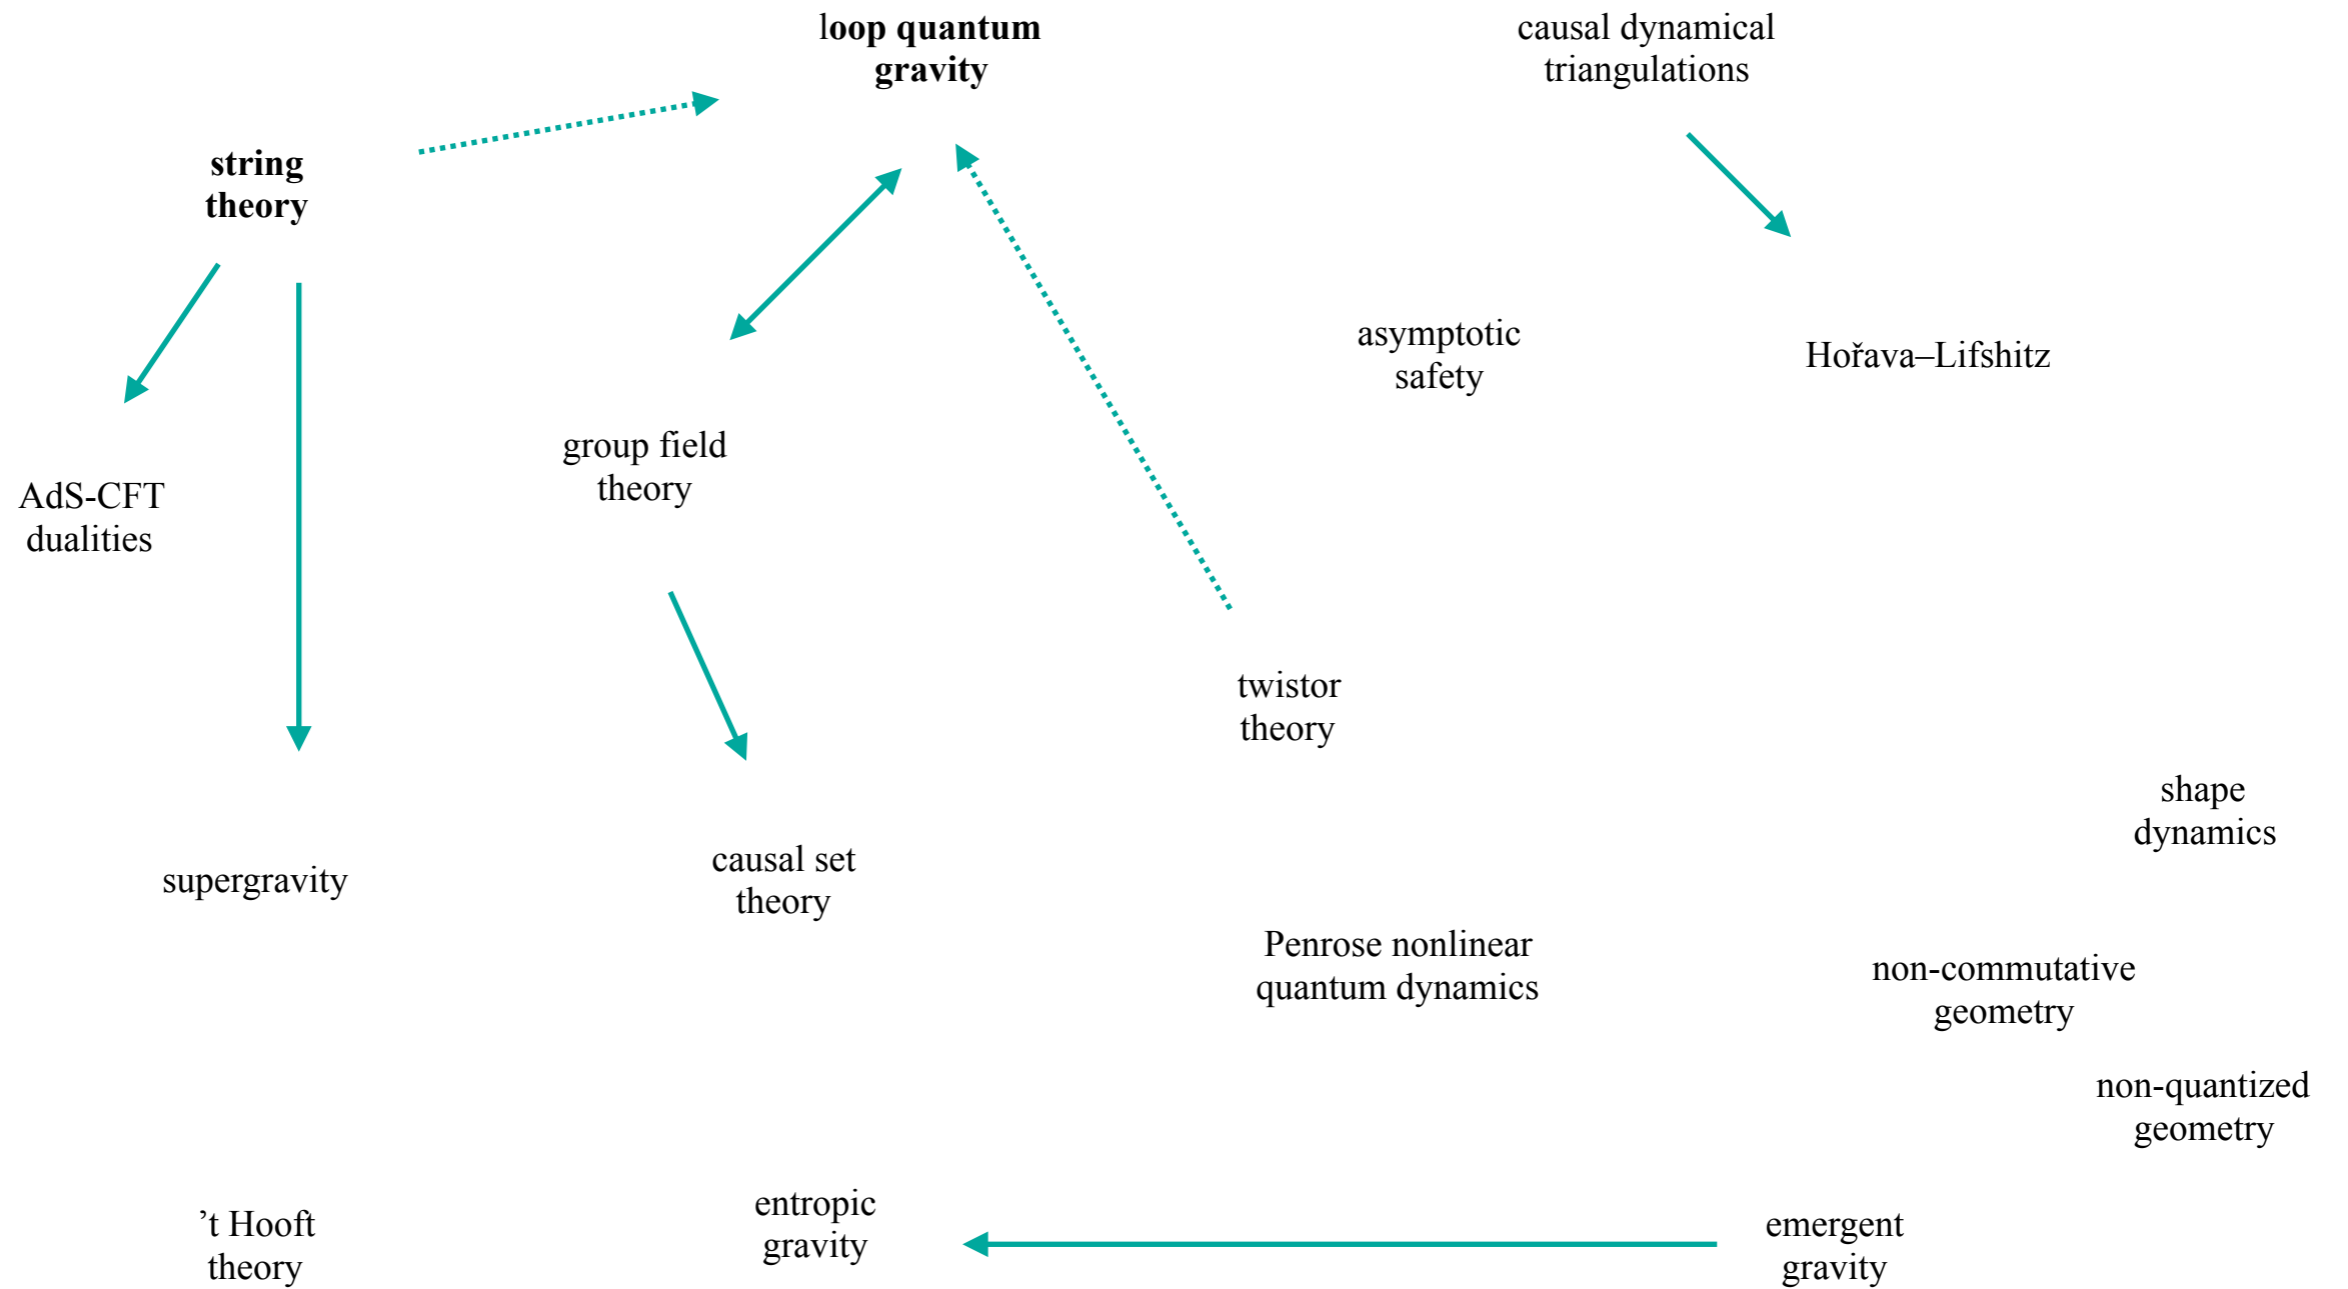 loop quantum
gravity
causal dynamical
triangulations
string
theory
asymptotic
safety
Hořava–Lifshitz
group field
theory
AdS-CFT
dualities
twistor
theory
shape
dynamics
supergravity
causal set
theory
Penrose nonlinear
quantum dynamics
non-commutative
geometry
non-quantized
geometry
’t Hooft
theory
entropic
gravity
emergent
gravity